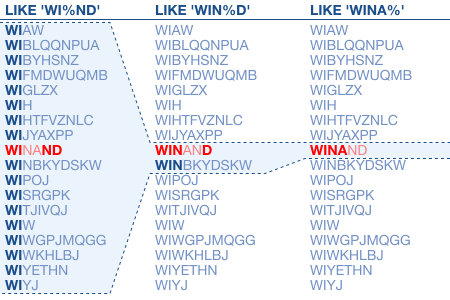 LIKE 'WI%ND' LIKE 'WIN%D' LIKE 'WINA%'
WIAW WIAW WIAW
WIBLQQNPUA WIBLQQNPUA WIBLQQNPUA
WIBYHSNZ WIBYHSNZ WIBYHSNZ
WIFMDWUQMB WIFMDWUQMB WIFMDWUQMB
WIGLZX WIGLZX WIGLZX
WIH WIH WIH
WIHTFVZNLC WIHTFVZNLC WIHTFVZNLC
WIJYAXPP WIJYAXPP WIJYAXPP
WINAND WINAND WINAND
WINBKYDSKW WINBKYDSKW WINBKYDSKW
WIPOJ WIPOJ WIPOJ
WISRGPK WISRGPK WISRGPK
WITJIVQJ WITJIVQJ WITJIVQJ
WIW WIW WIW
WIWGPJMQGG WIWGPJMQGG WIWGPJMQGG
WIWKHLBJ WIWKHLBJ WIWKHLBJ
WIYETHN WIYETHN WIYETHN
WIYJ WIYJ WIYJ